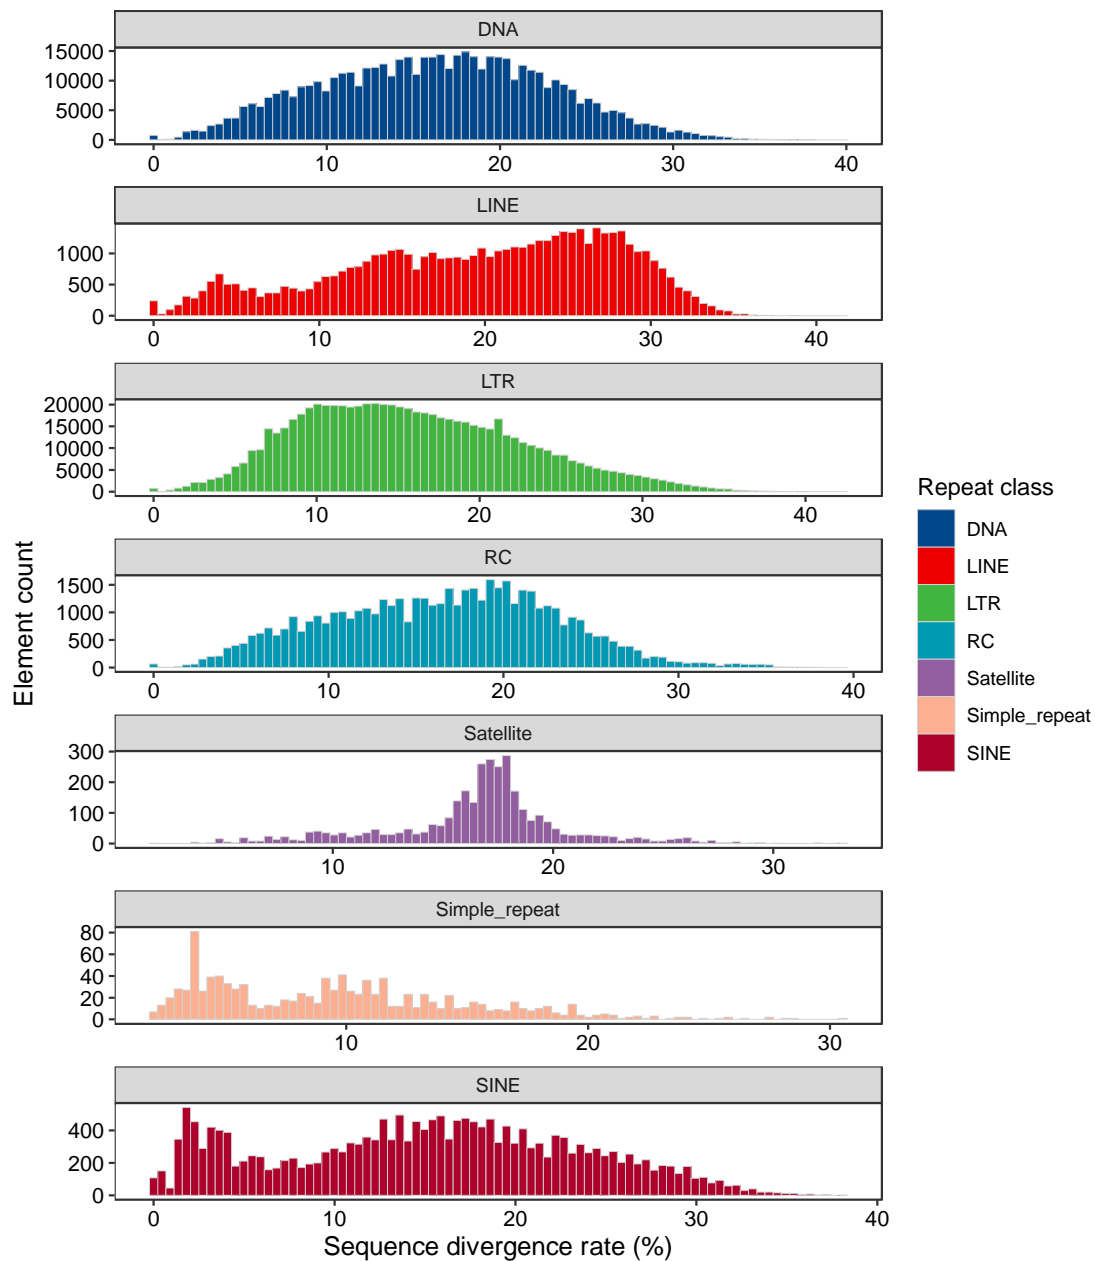 DNA
15000
10000
5000
0
0 10 20 30 40
LINE
1000
500
0
0 10 20 30 40
LTR
20000
15000
10000
5000
0
0 10 20 30 40
RC
1500
1000
500
0
0 10 20 30 40
Satellite
300
200
100
0
10 20 30
Simple_repeat
80
60
40
20
0
10 20 30
SINE
400
200
0
0 10 20 30 40
Sequence divergence rate (%)
Element count
Repeat class
DNA
LINE
LTR
RC
Satellite
Simple_repeat
SINE